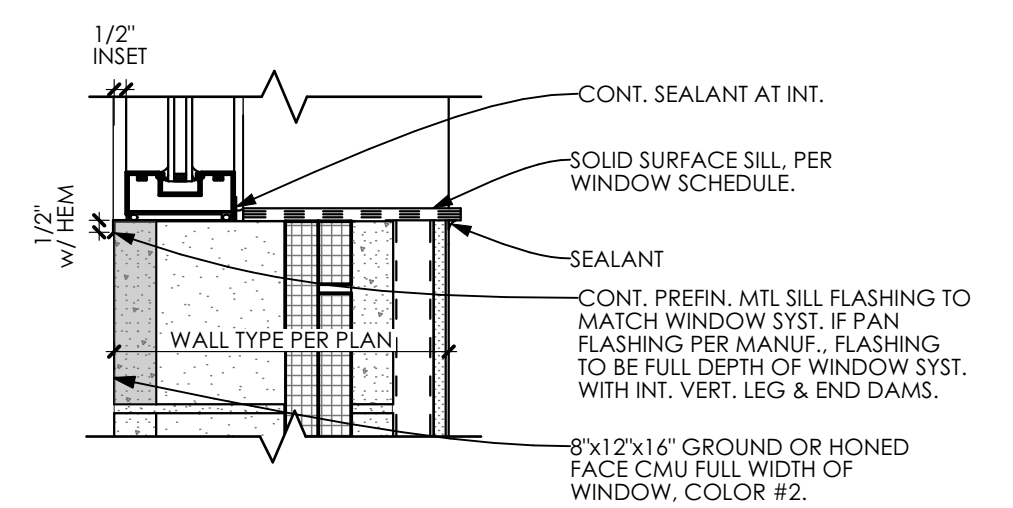 1/2"
INSET
CONT. SEALANT AT INT.
SOLID SURFACE SILL, PER
WINDOW SCHEDULE.
1/2"
w/ HEM
SEALANT
CONT. PREFIN. MTL SILL FLASHING TO
MATCH WINDOW SYST. IF PAN
FLASHING PER MANUF., FLASHING
TO BE FULL DEPTH OF WINDOW SYST.
WITH INT. VERT. LEG & END DAMS.
WALL TYPE PER PLAN
8"x12"x16" GROUND OR HONED
FACE CMU FULL WIDTH OF
WINDOW, COLOR #2.